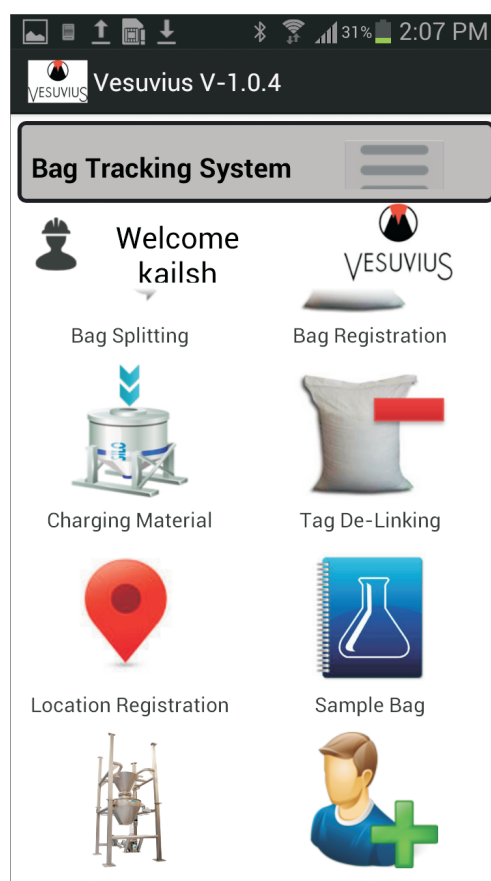 31% 2:07 PM
VESUVIUS Vesuvius V-1.0.4
Bag Tracking System
Welcome
kailsh
VESUVIUS
Bag Splitting Bag Registration
SILO
Charging Material Tag De-Linking
Location Registration Sample Bag